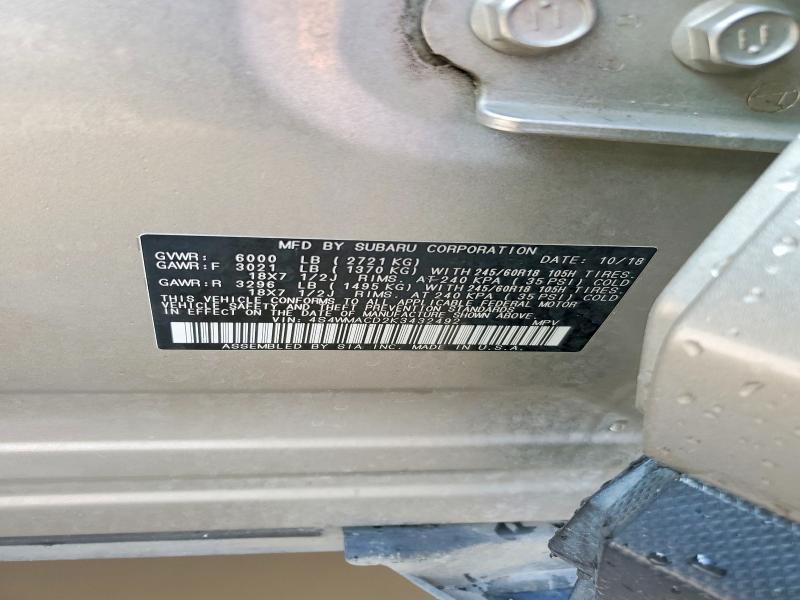 MFD BY SUBARU CORPORATION
GVWR: 6000 LB (2721 KG) DATE: 10/18
GAWR:F 3021 LB (1370 KG) WITH 245/60R18 105H TIRES.
18X7 1/2J RIMS, AT 240 KPA ( 35 PSI), COLD
GAWR:R 3296 LB (1495 KG) WITH 245/60R18 105H TIRES.
18X7 1/2J RIMS, AT 240 KPA ( 35 PSI), COLD
THIS VEHICLE CONFORMS TO ALL APPLICABLE FEDERAL MOTOR
VEHICLE SAFETY AND THEFT PREVENTION STANDARDS
IN EFFECT ON THE DATE OF MANUFACTURE SHOWN ABOVE.
VIN: 4S4WMACD2K3432492 MPV
ASSEMBLED BY SIA INC. MADE IN U.S.A.